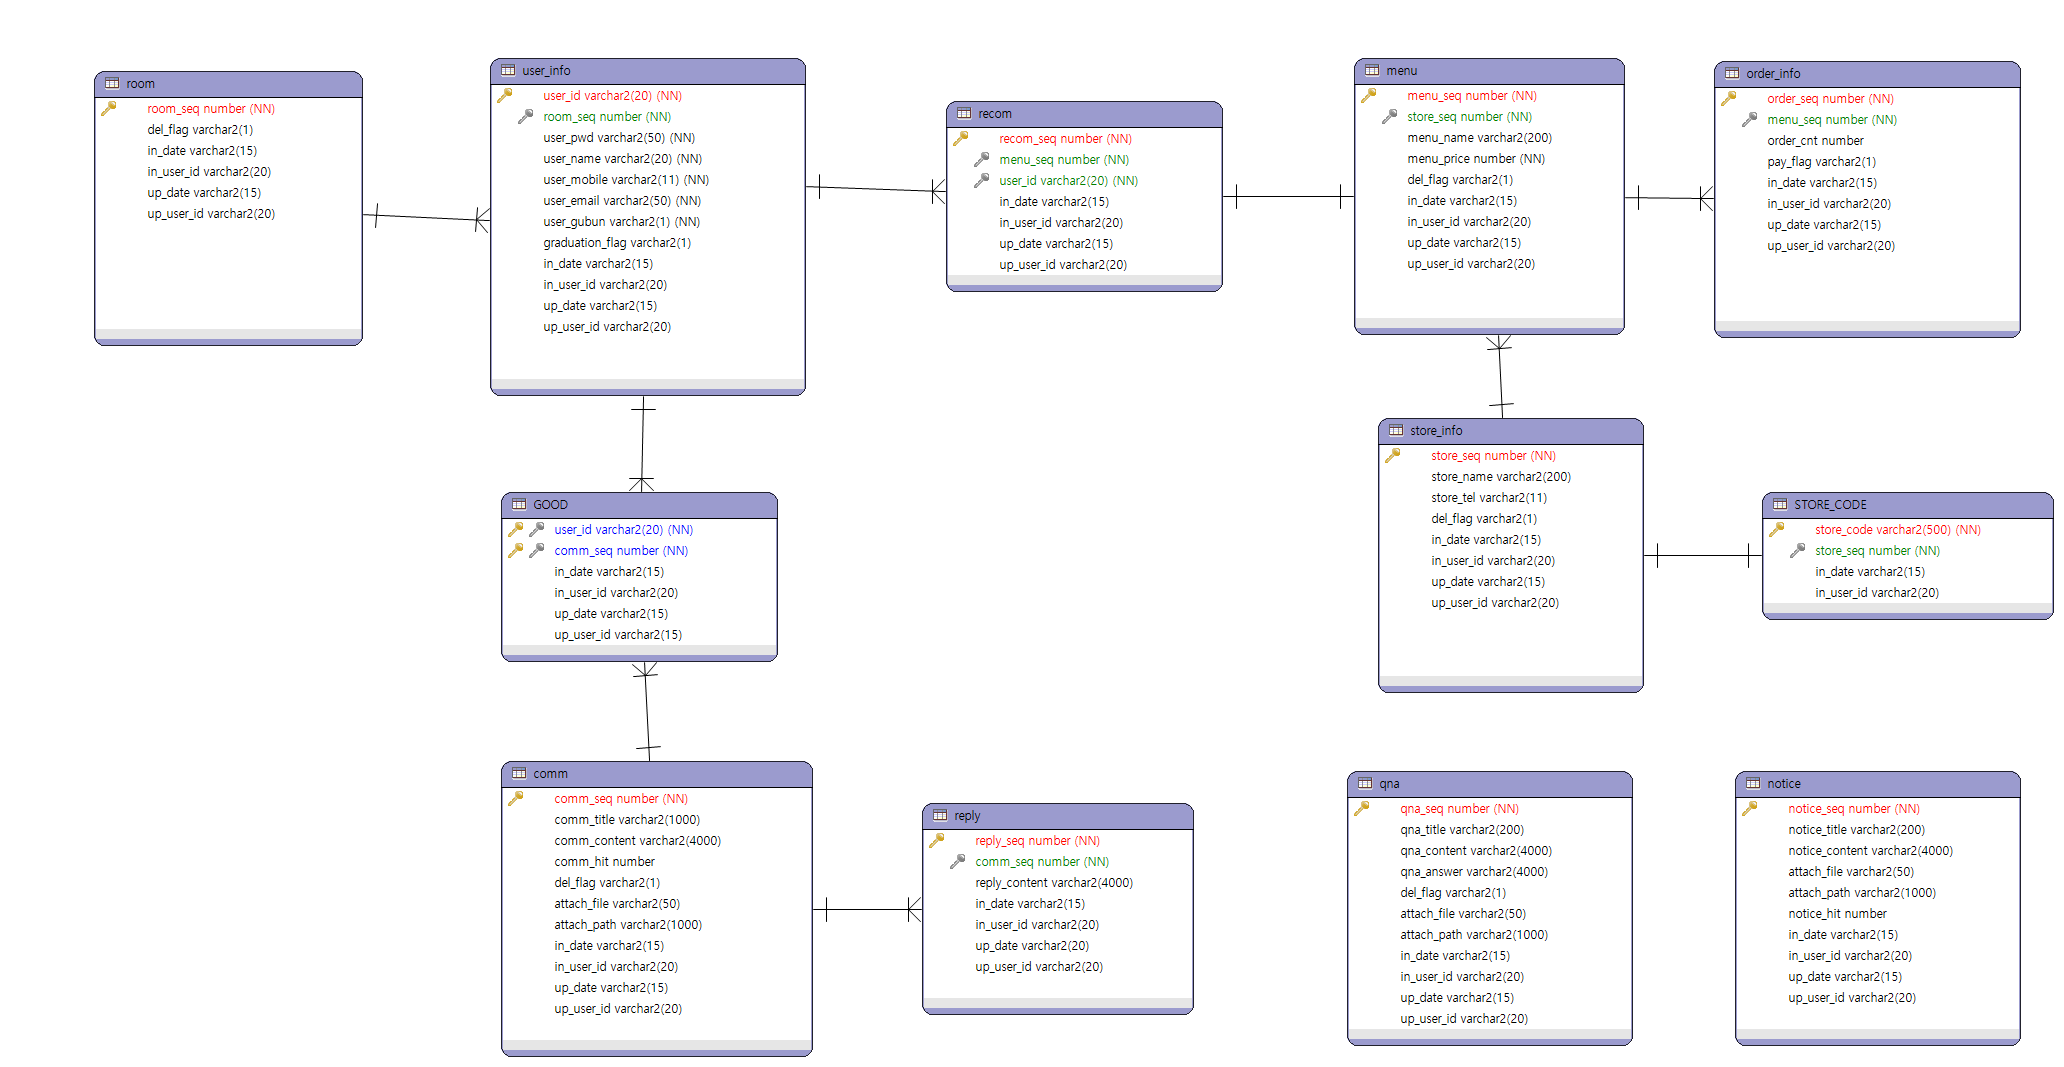 room
room_seq number (NN)
del_flag varchar2(1)
in_date varchar2(15)
in_user_id varchar2(20)
up_date varchar2(15)
up_user_id varchar2(20)
user_info
user_id varchar2(20) (NN)
room_seq number (NN)
user_pwd varchar2(50) (NN)
user_name varchar2(20) (NN)
user_mobile varchar2(11) (NN)
user_email varchar2(50) (NN)
user_gubun varchar2(1) (NN)
graduation_flag varchar2(1)
in_date varchar2(15)
in_user_id varchar2(20)
up_date varchar2(15)
up_user_id varchar2(20)
recom
recom_seq number (NN)
menu_seq number (NN)
user_id varchar2(20) (NN)
in_date varchar2(15)
in_user_id varchar2(20)
up_date varchar2(15)
up_user_id varchar2(20)
menu
menu_seq number (NN)
store_seq number (NN)
menu_name varchar2(200)
menu_price number (NN)
del_flag varchar2(1)
in_date varchar2(15)
in_user_id varchar2(20)
up_date varchar2(15)
up_user_id varchar2(20)
order_info
order_seq number (NN)
menu_seq number (NN)
order_cnt number
pay_flag varchar2(1)
in_date varchar2(15)
in_user_id varchar2(20)
up_date varchar2(15)
up_user_id varchar2(20)
store_info
store_seq number (NN)
store_name varchar2(200)
store_tel varchar2(11)
del_flag varchar2(1)
in_date varchar2(15)
in_user_id varchar2(20)
up_date varchar2(15)
up_user_id varchar2(20)
STORE_CODE
store_code varchar2(500) (NN)
store_seq number (NN)
in_date varchar2(15)
in_user_id varchar2(20)
GOOD
user_id varchar2(20) (NN)
comm_seq number (NN)
in_date varchar2(15)
in_user_id varchar2(20)
up_date varchar2(15)
up_user_id varchar2(15)
comm
comm_seq number (NN)
comm_title varchar2(1000)
comm_content varchar2(4000)
comm_hit number
del_flag varchar2(1)
attach_file varchar2(50)
attach_path varchar2(1000)
in_date varchar2(15)
in_user_id varchar2(20)
up_date varchar2(15)
up_user_id varchar2(20)
reply
reply_seq number (NN)
comm_seq number (NN)
reply_content varchar2(4000)
in_date varchar2(15)
in_user_id varchar2(20)
up_date varchar2(20)
up_user_id varchar2(20)
qna
qna_seq number (NN)
qna_title varchar2(200)
qna_content varchar2(4000)
qna_answer varchar2(4000)
del_flag varchar2(1)
attach_file varchar2(50)
attach_path varchar2(1000)
in_date varchar2(15)
in_user_id varchar2(20)
up_date varchar2(15)
up_user_id varchar2(20)
notice
notice_seq number (NN)
notice_title varchar2(200)
notice_content varchar2(4000)
attach_file varchar2(50)
attach_path varchar2(1000)
notice_hit number
in_date varchar2(15)
in_user_id varchar2(20)
up_date varchar2(15)
up_user_id varchar2(20)